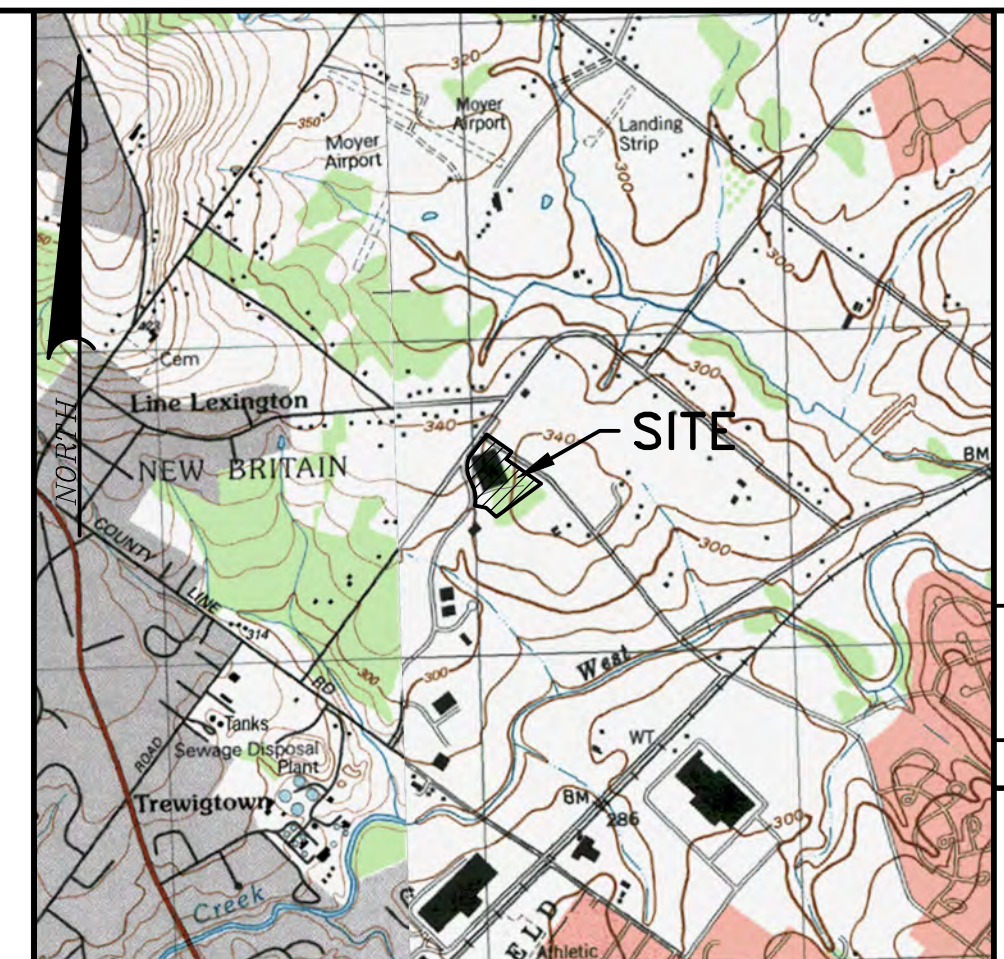 320
350
Moyer
Airport
Moyer
Airport
Landing
Strip
300
300
Cem
NORTH
Line Lexington
340
340
300
SITE
NEW BRITAIN
BM
COUNTY
LINE
RD
314
300
300
300
West
Tanks
Sewage Disposal
Plant
ROAD
Trewigtown
WT
BM
286
300
Creek
ELD
Athletic